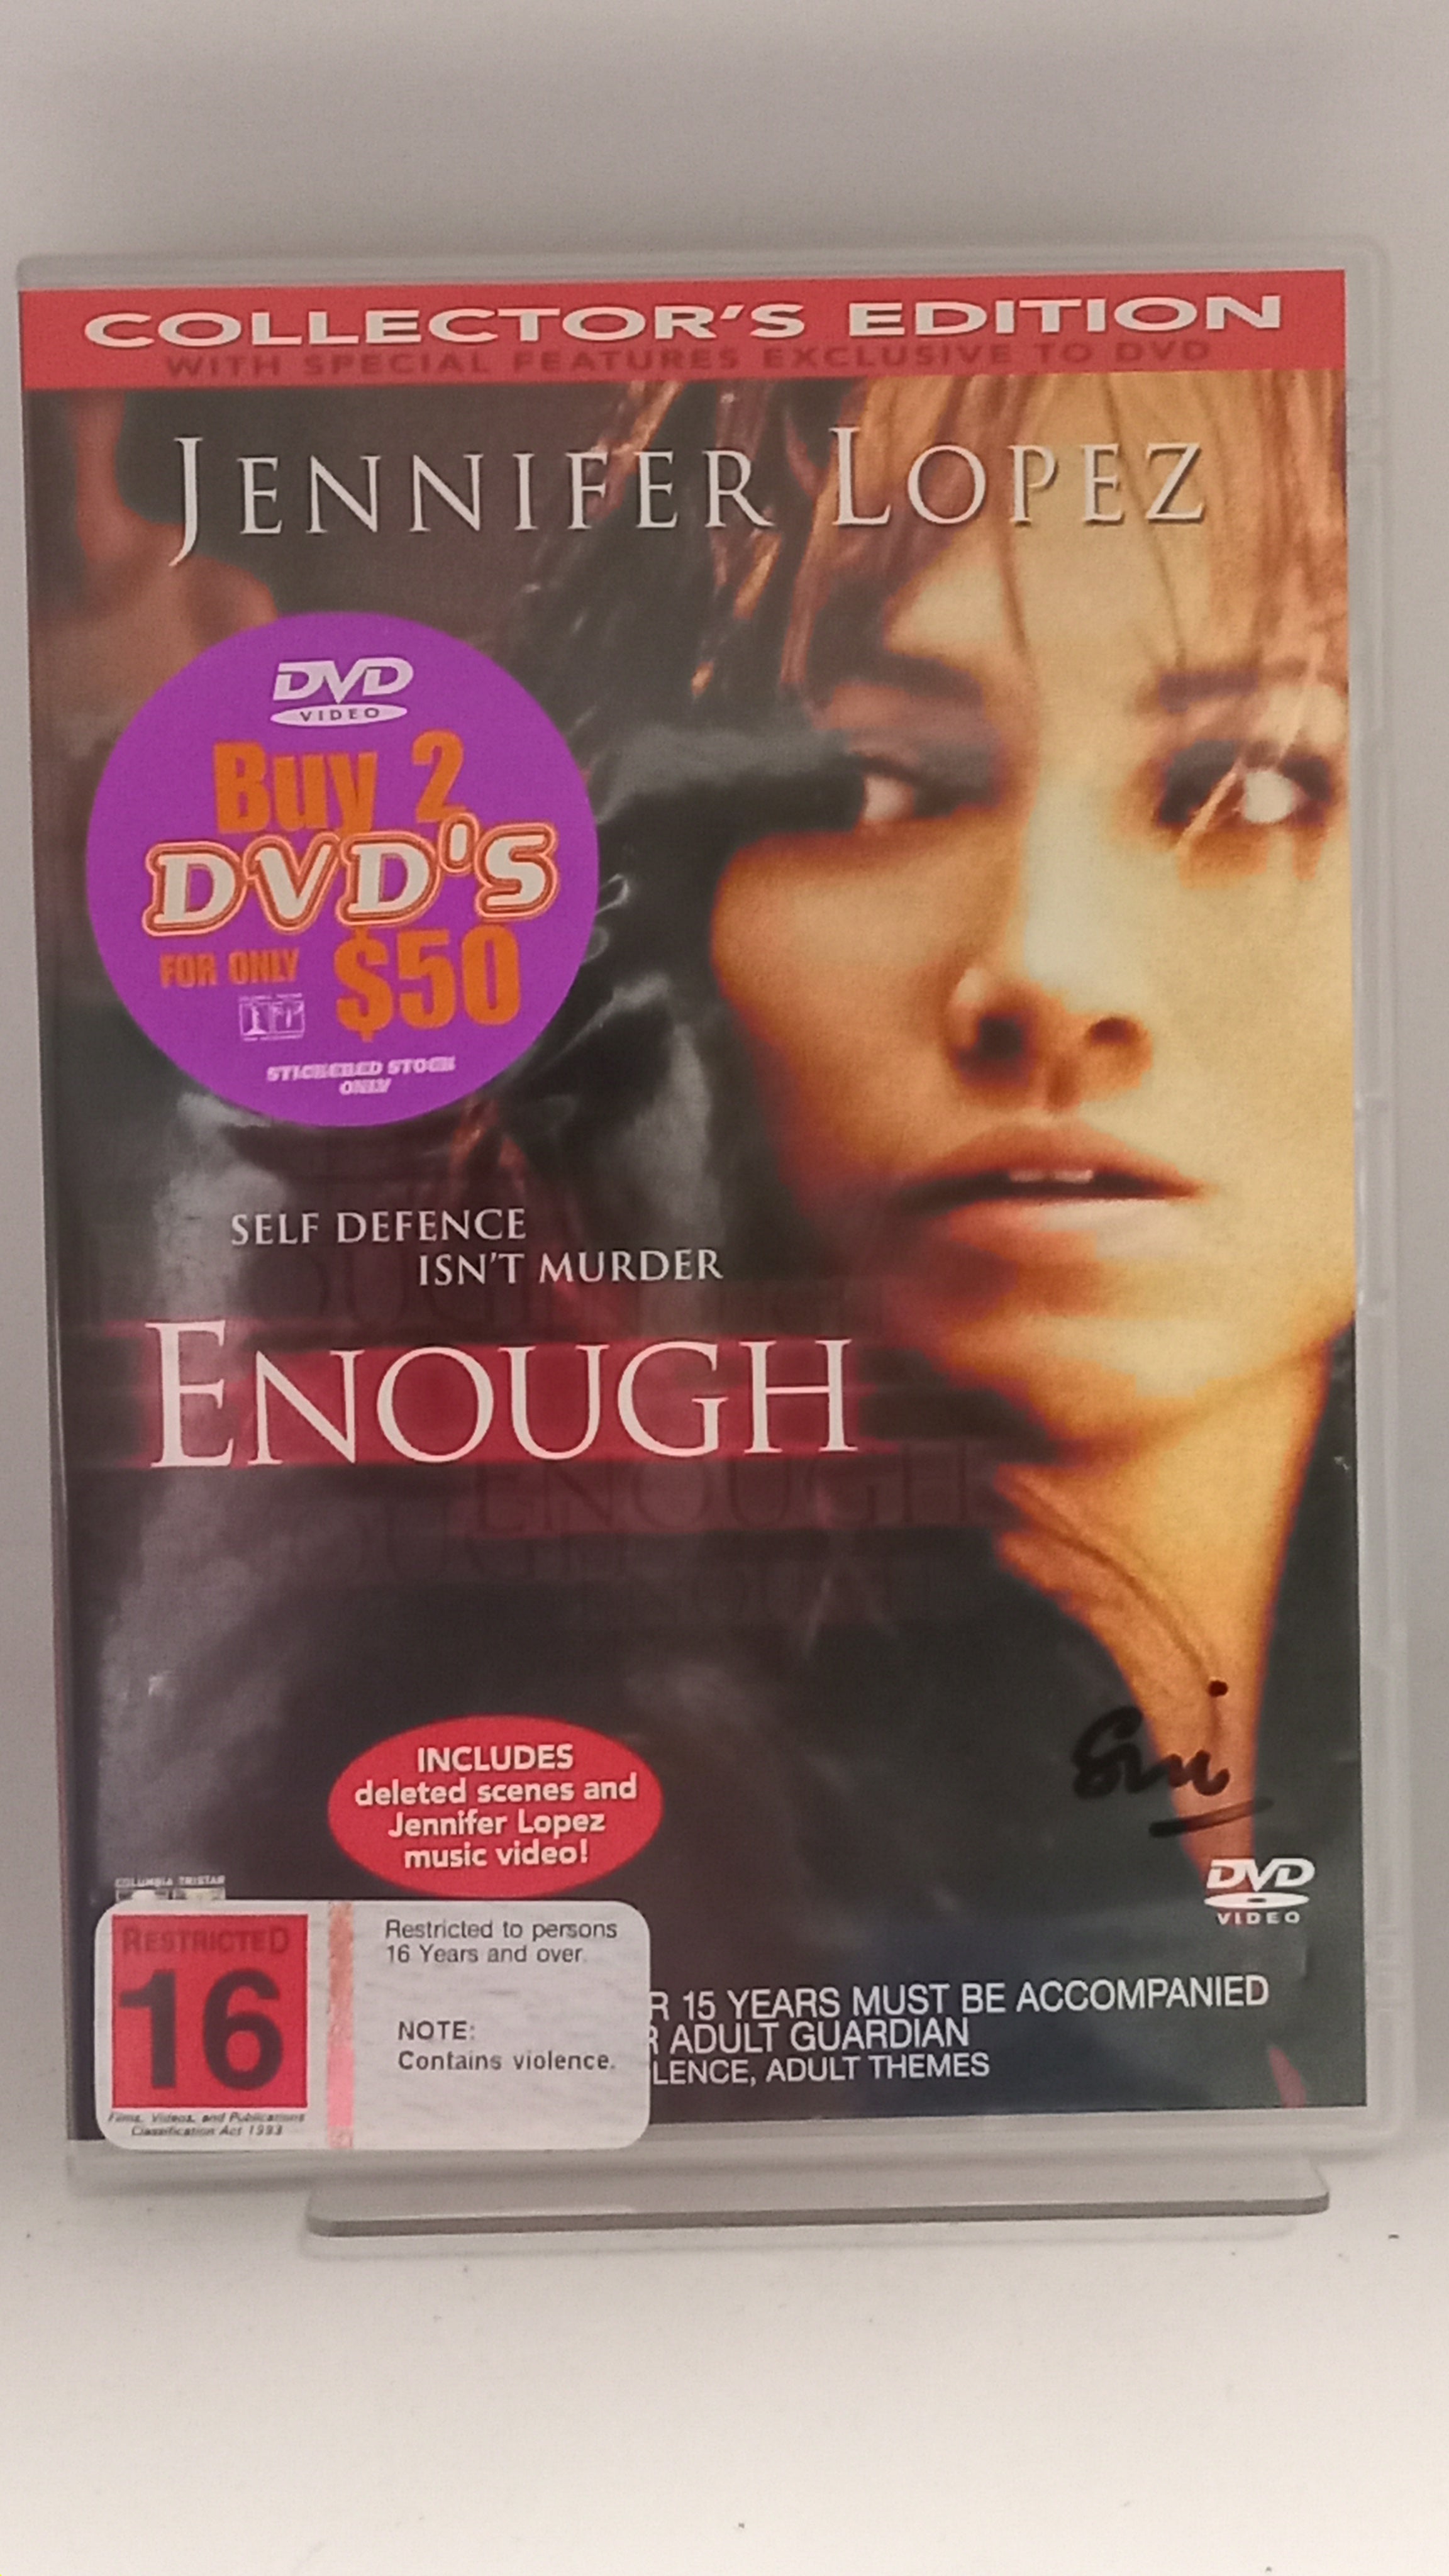 COLLECTOR'S EDITION
WITH SPECIAL FEATURES EXCLUSIVE TO DVD
JENNIFER LOPEZ
DVD
VIDEO
Buy 2
DVD'S
FOR ONLY $50
STICKERED STOCK
ONLY
SELF DEFENCE
ISN'T MURDER
ENOUGH
ENOUGH
INCLUDES
deleted scenes and
Jennifer Lopez
music video!
COLUMBIA TRISTAR
DVD
VIDEO
RESTRICTED
16
Films, Videos, and Publications
Classification Act 1993
Restricted to persons
16 Years and over.
NOTE:
Contains violence.
R 15 YEARS MUST BE ACCOMPANIED
R ADULT GUARDIAN
LENCE, ADULT THEMES